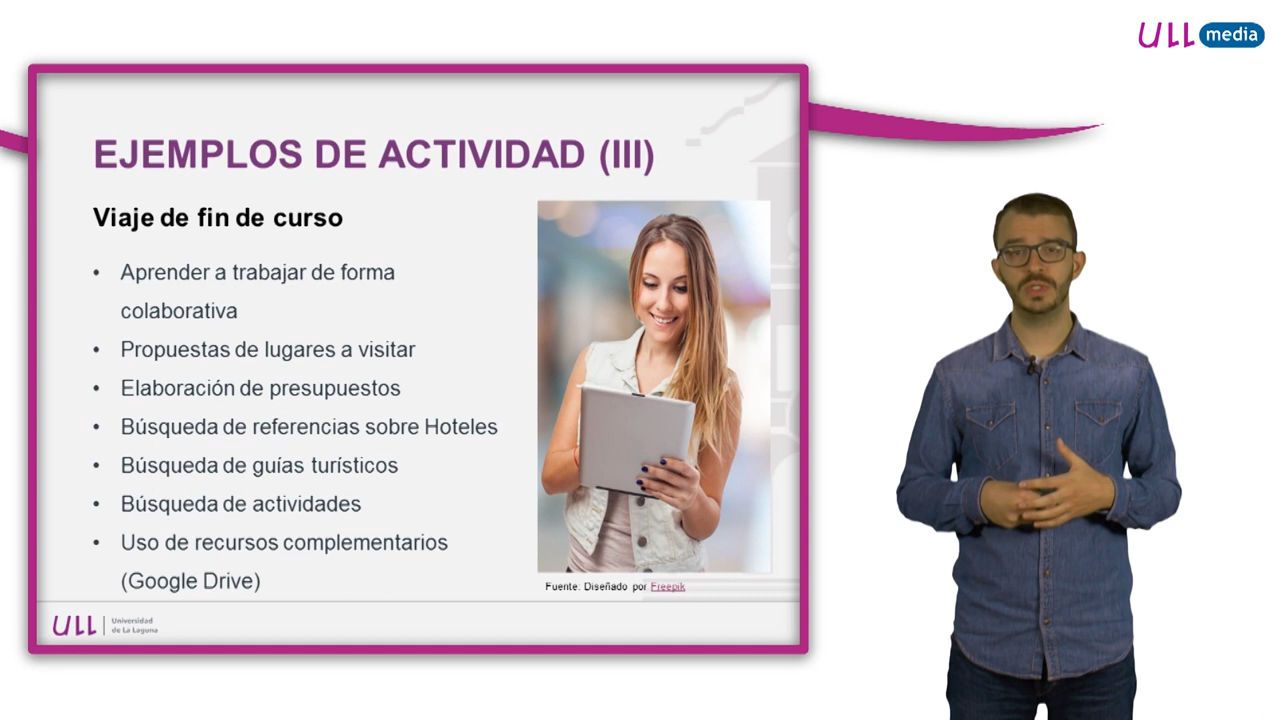 ULL media
EJEMPLOS DE ACTIVIDAD (III)
Viaje de fin de curso
• Aprender a trabajar de forma
colaborativa
• Propuestas de lugares a visitar
• Elaboración de presupuestos
• Búsqueda de referencias sobre Hoteles
• Búsqueda de guías turísticos
• Búsqueda de actividades
• Uso de recursos complementarios
(Google Drive)
Fuente: Diseñado por Freepik
ULL
Universidad
de La Laguna